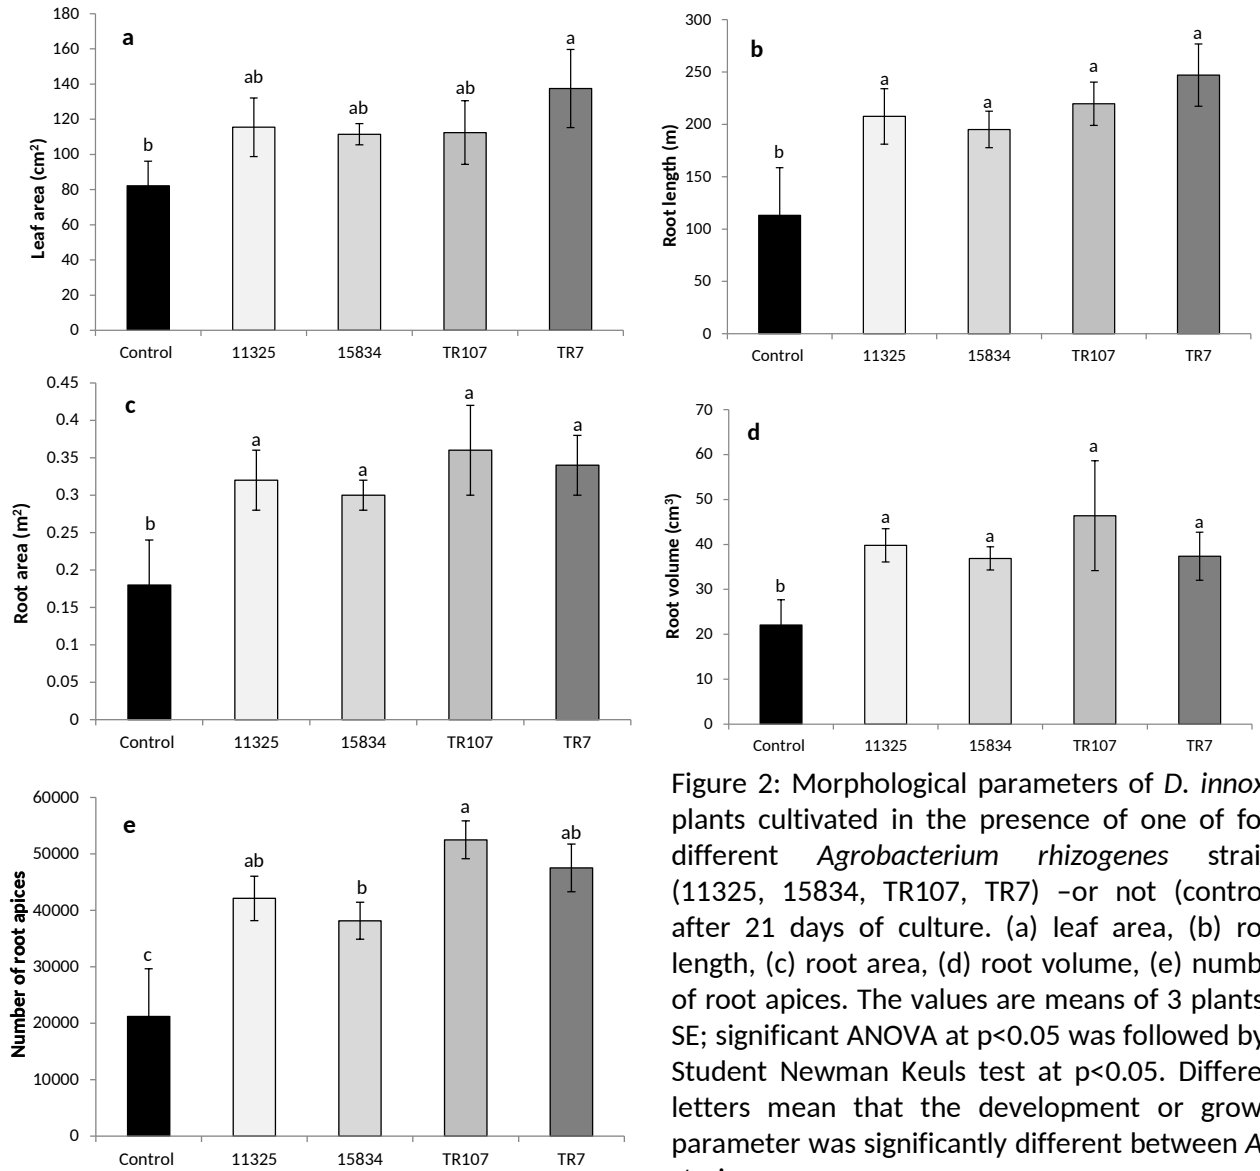 a
Leaf area (cm²)
180
160
140
120
100
80
60
40
20
0
b
ab
ab
ab
a
Control 11325 15834 TR107 TR7
b
Root length (m)
300
250
200
150
100
50
0
b
a
a
a
a
Control 11325 15834 TR107 TR7
c
Root area (m²)
0.45
0.4
0.35
0.3
0.25
0.2
0.15
0.1
0.05
0
b
a
a
a
a
Control 11325 15834 TR107 TR7
d
Root volume (cm³)
70
60
50
40
30
20
10
0
b
a
a
a
a
Control 11325 15834 TR107 TR7
e
Number of root apices
60000
50000
40000
30000
20000
10000
0
c
ab
b
a
ab
Control 11325 15834 TR107 TR7
Figure 2: Morphological parameters of D. innox
plants cultivated in the presence of one of fo
different Agrobacterium rhizogenes strai
(11325, 15834, TR107, TR7) –or not (contro
after 21 days of culture. (a) leaf area, (b) ro
length, (c) root area, (d) root volume, (e) numb
of root apices. The values are means of 3 plants
SE; significant ANOVA at p<0.05 was followed by
Student Newman Keuls test at p<0.05. Differe
letters mean that the development or grow
parameter was significantly different between A